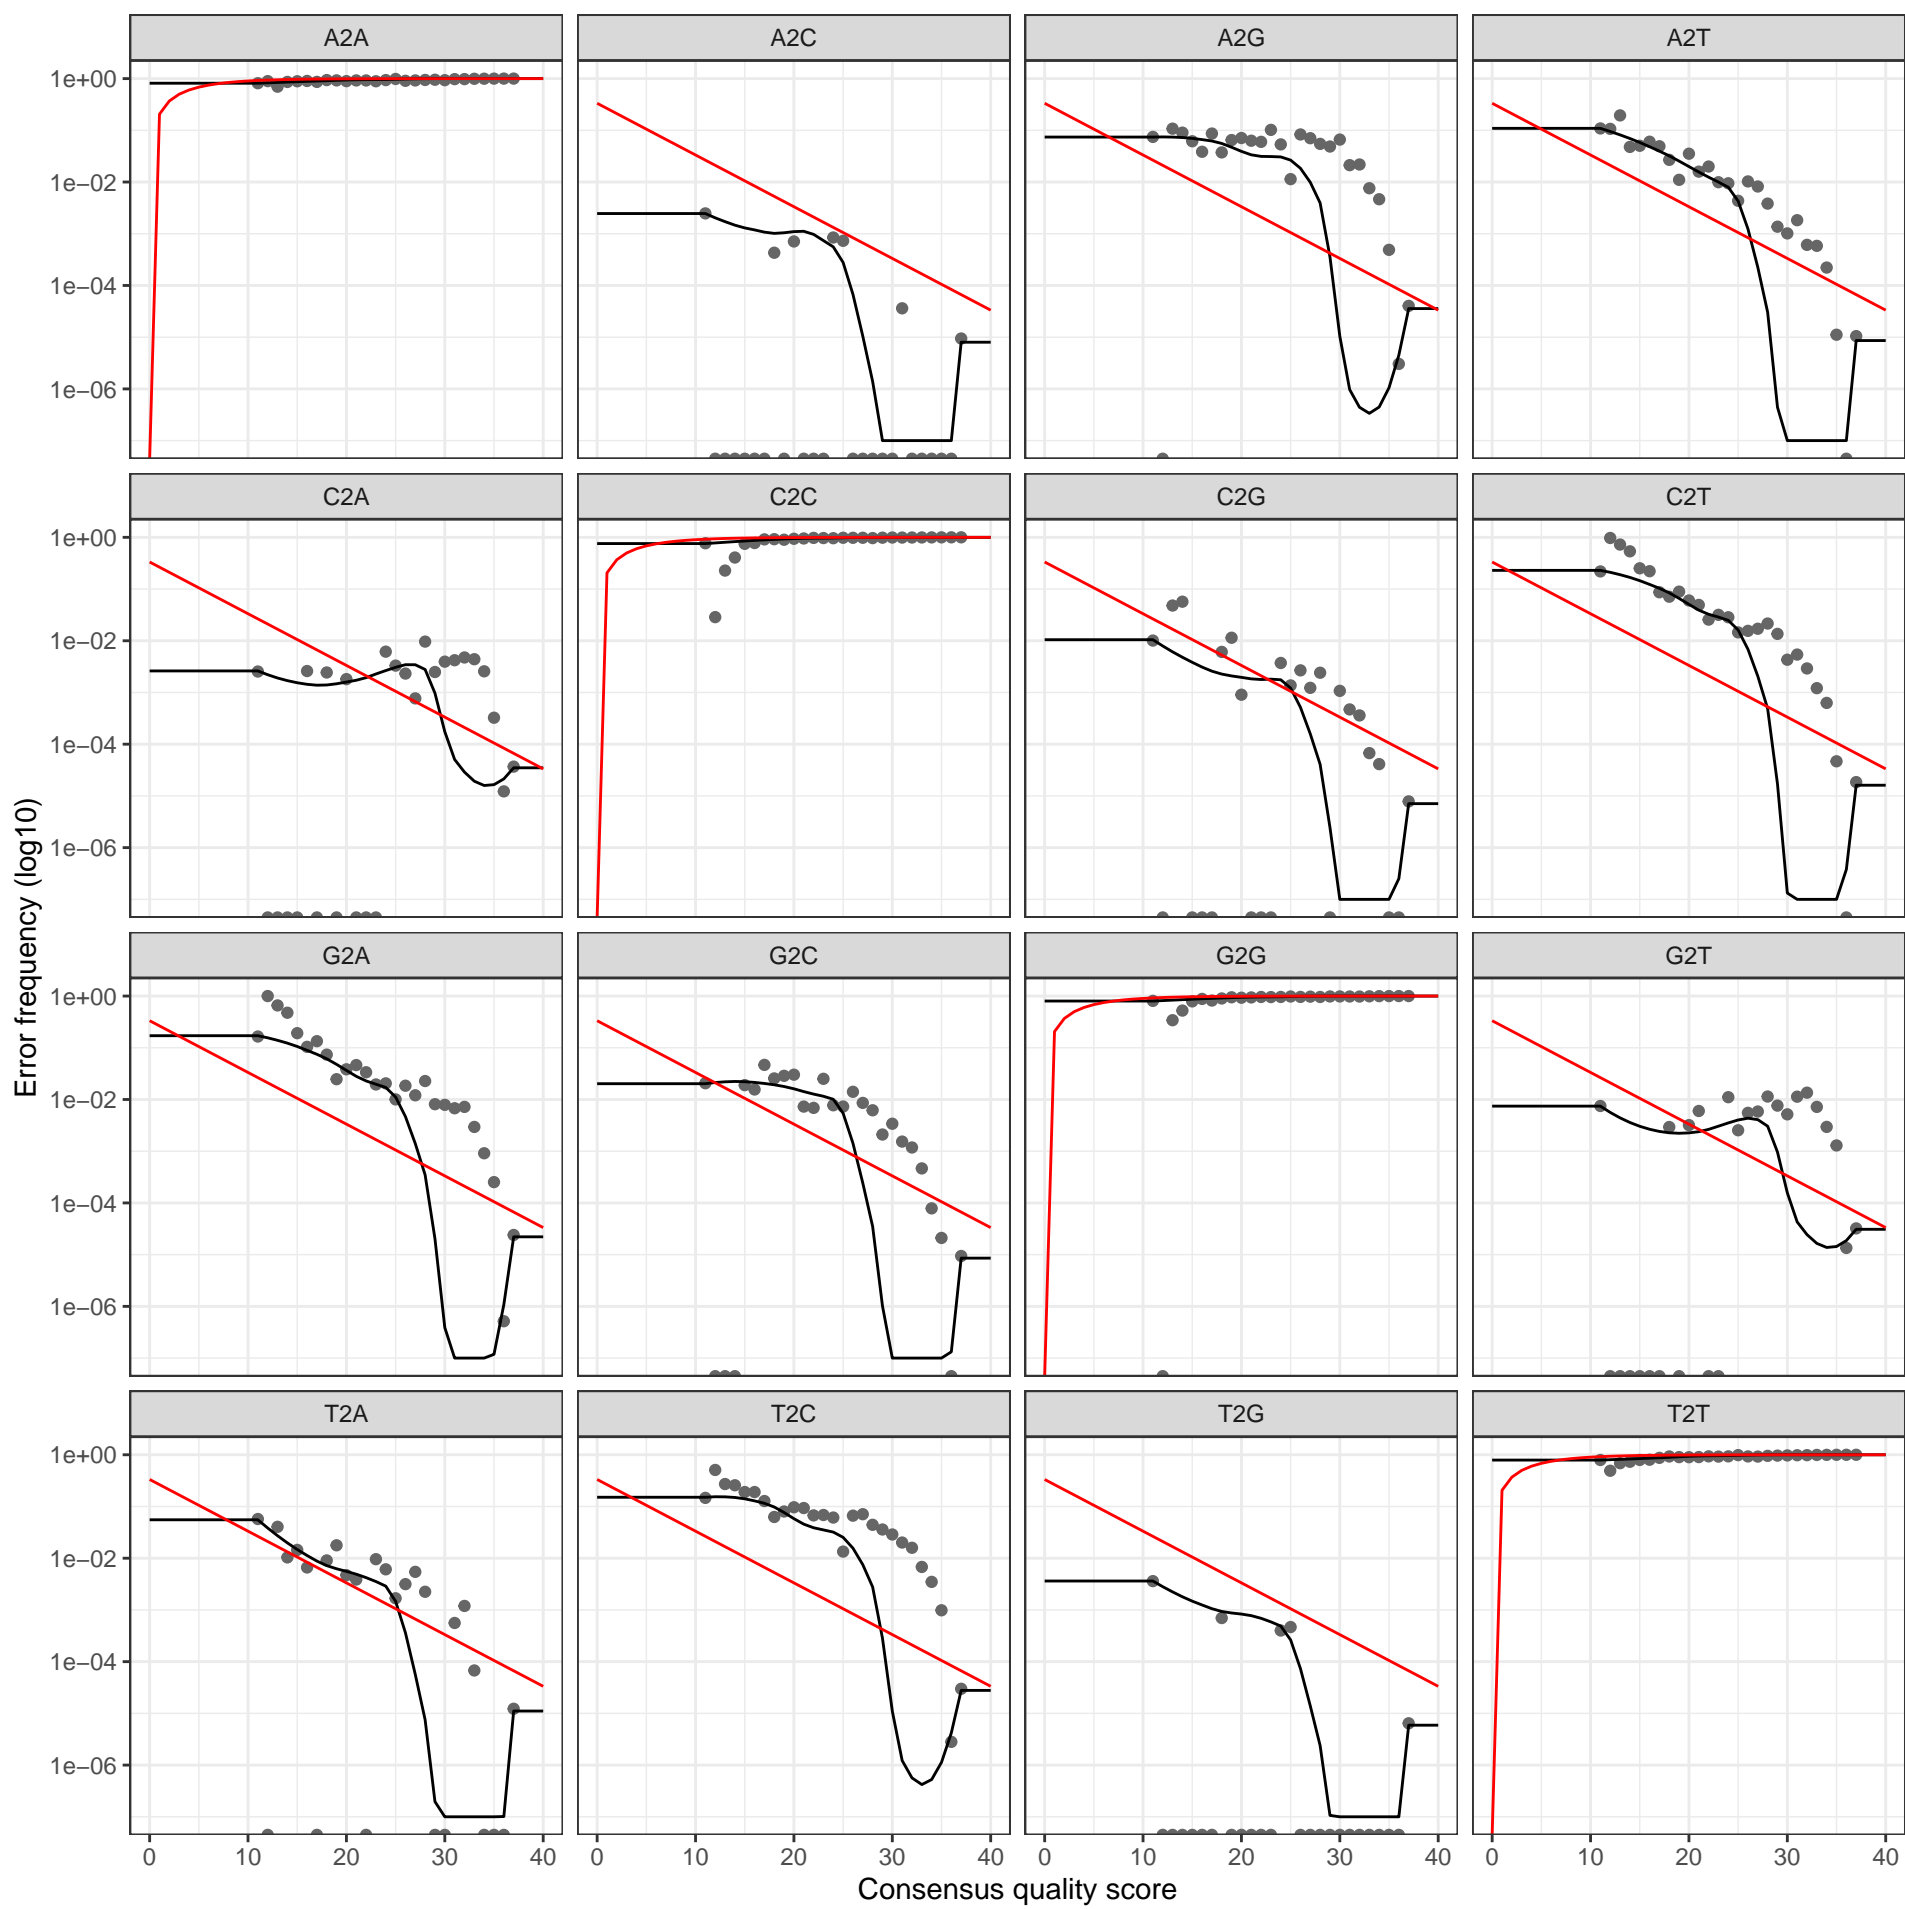 A2A A2C A2G A2T
1e+00
1e−02
1e−04
1e−06
C2A C2C C2G C2T
1e+00
1e−02
1e−04
1e−06
G2A G2C G2G G2T
1e+00
1e−02
1e−04
1e−06
T2A T2C T2G T2T
1e+00
1e−02
1e−04
1e−06
0 10 20 30 40 0 10 20 30 40 0 10 20 30 40 0 10 20 30 40
Consensus quality score
Error frequency (log10)